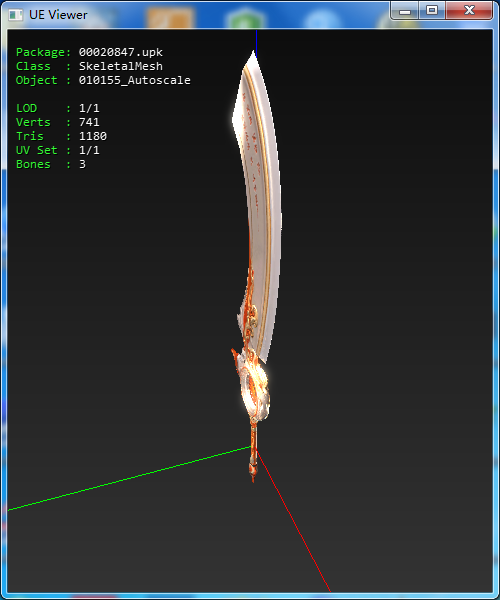 UE Viewer
Package: 00020847.upk
Class : SkeletalMesh
Object : 010155_Autoscale
LOD : 1/1
Verts : 741
Tris : 1180
UV Set : 1/1
Bones : 3